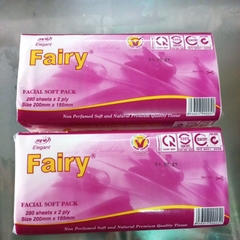 Elegant
Fairy®
FACIAL SOFT PACK
280 sheets x 2 ply
Size 200mm x 195mm
Non Perfumed Soft and Natural Premium Quality Tissue
Elegant
Fairy®
FACIAL SOFT PACK
280 sheets x 2 ply
Size 200mm x 195mm
Non Perfumed Soft and Natural Premium Quality Tissue